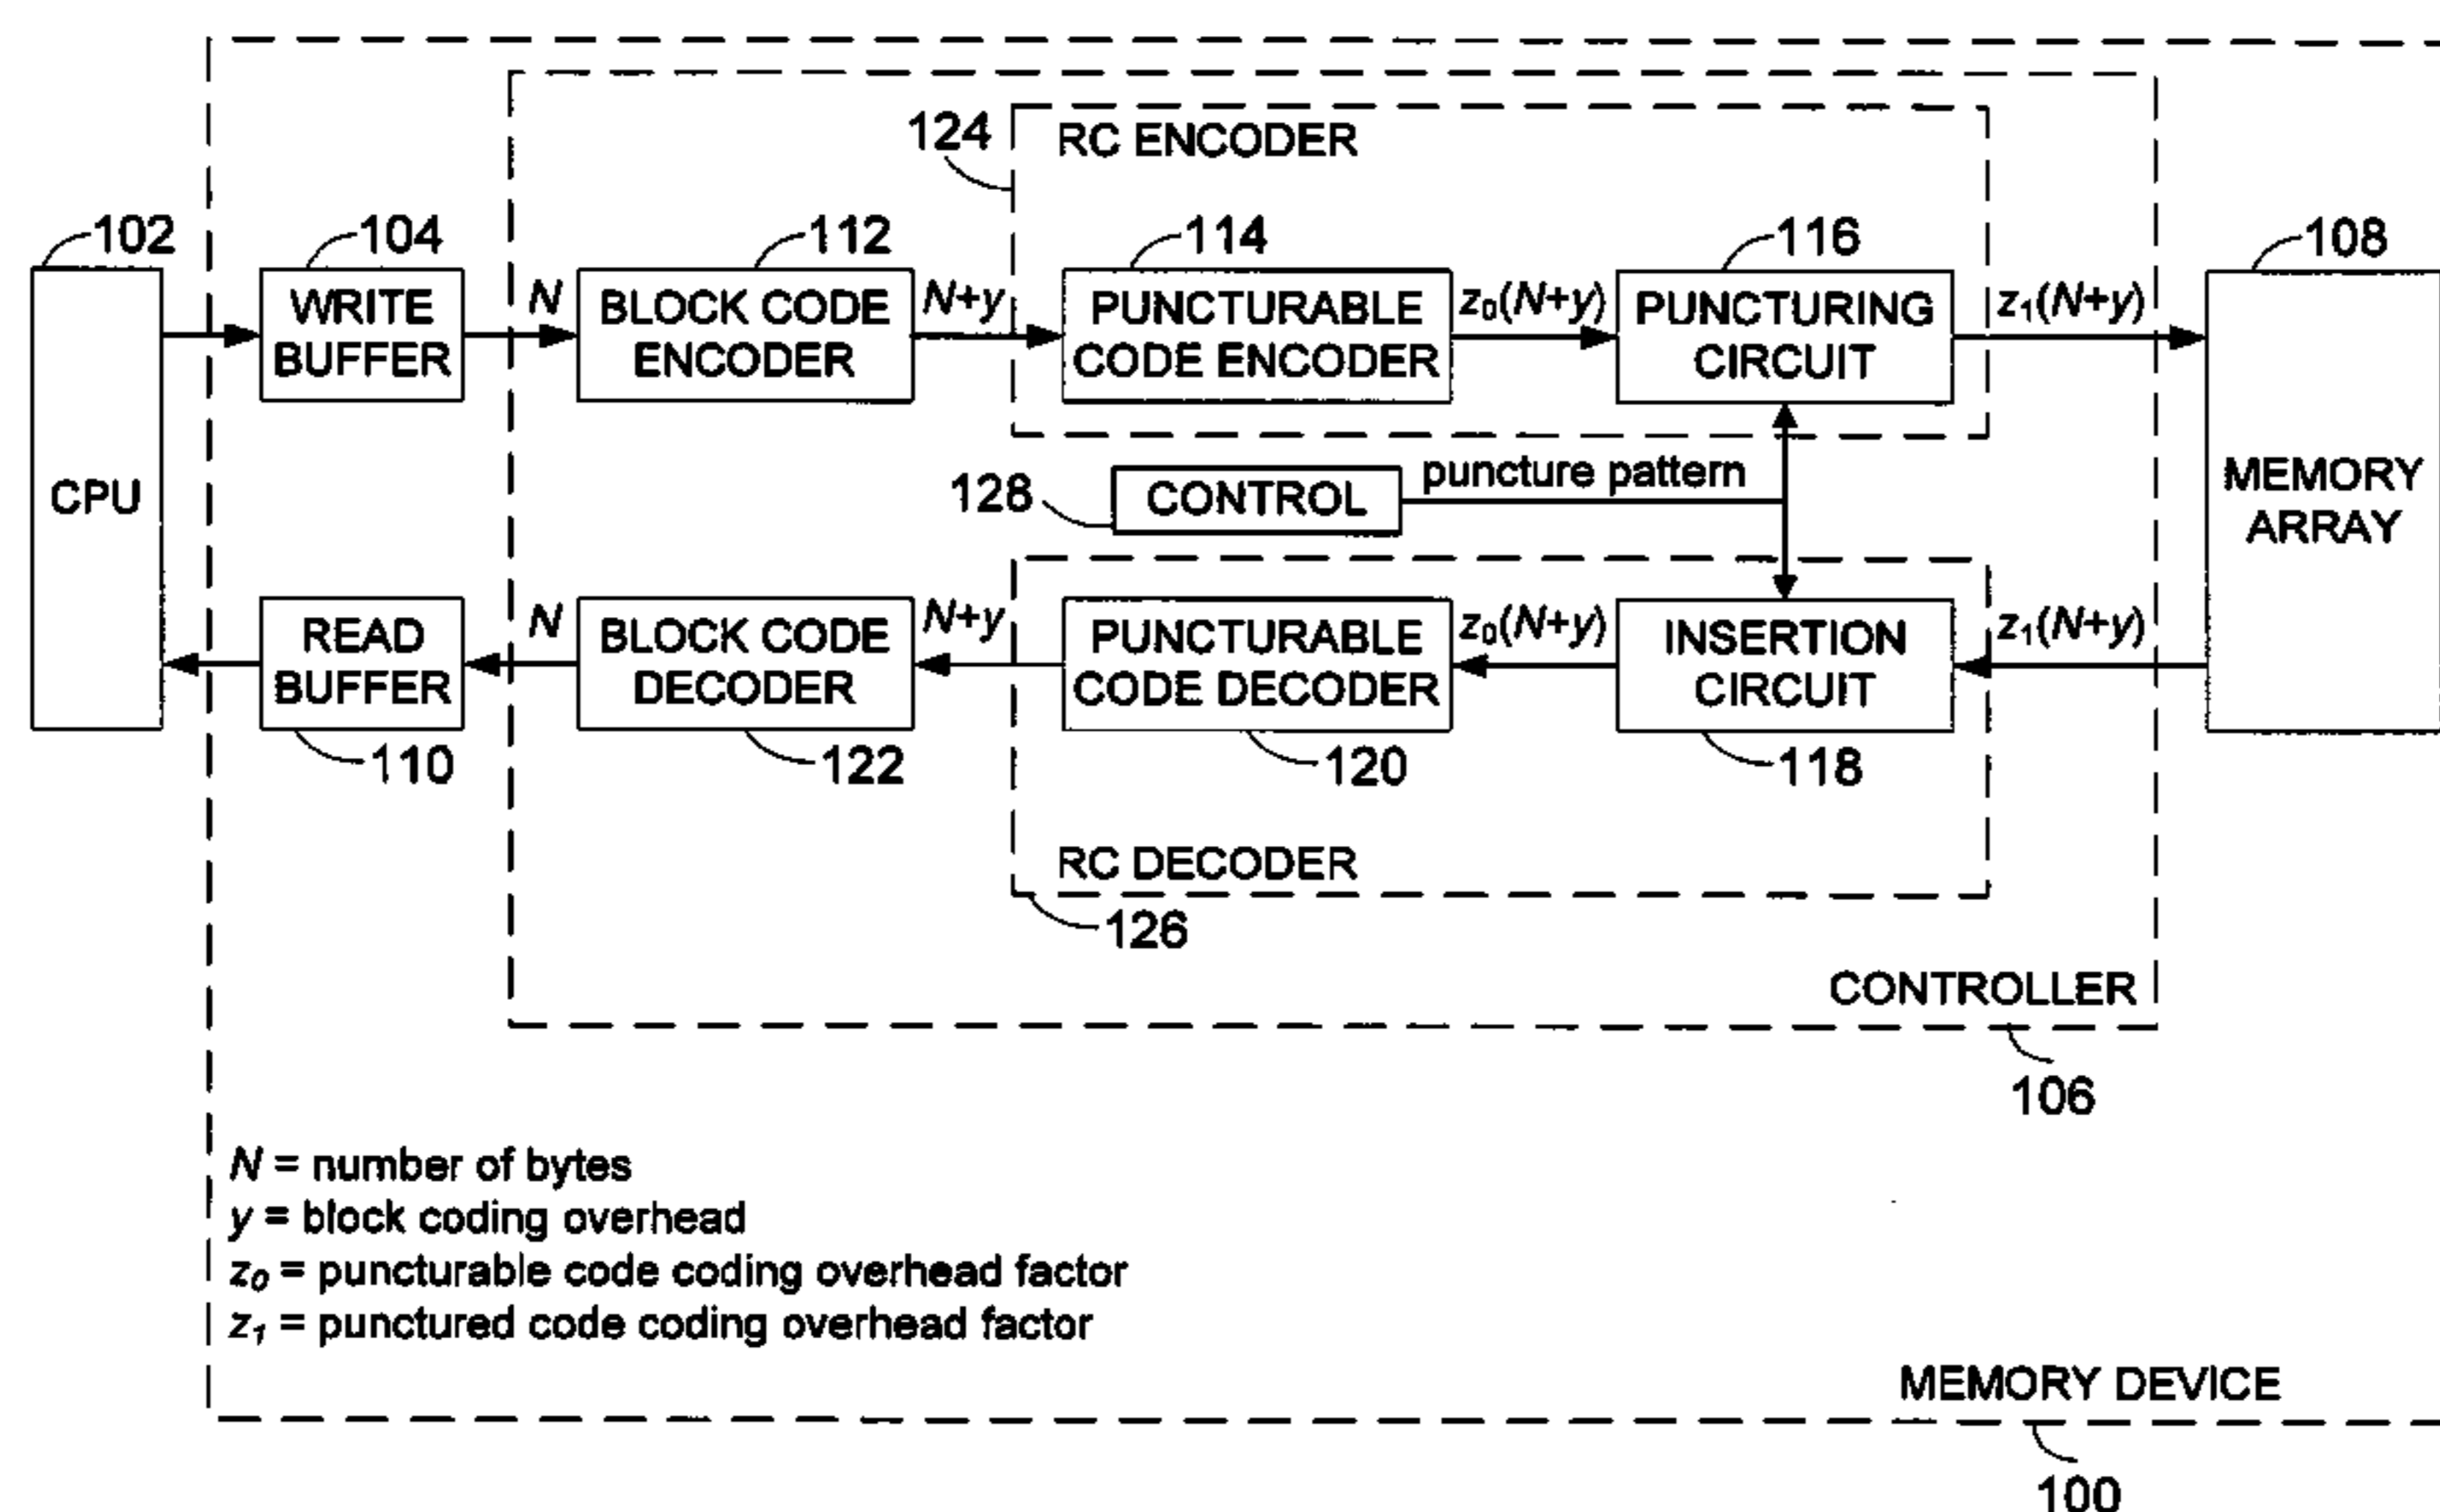 124
RC ENCODER
102
104
112
114
116
108
CPU
WRITE
BUFFER
N
BLOCK CODE
ENCODER
N+y
PUNCTURABLE
CODE ENCODER
z₀(N+y)
PUNCTURING
CIRCUIT
z₁(N+y)
MEMORY
ARRAY
128
CONTROL
puncture pattern
READ
BUFFER
N
BLOCK CODE
DECODER
N+y
PUNCTURABLE
CODE DECODER
z₀(N+y)
INSERTION
CIRCUIT
z₁(N+y)
110
122
120
118
RC DECODER
126
CONTROLLER
106
N = number of bytes
y = block coding overhead
z₀ = puncturable code coding overhead factor
z₁ = punctured code coding overhead factor
MEMORY DEVICE
100